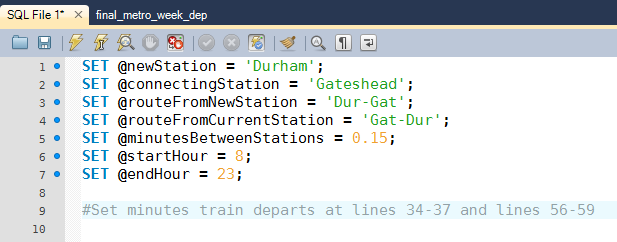 SQL File 1* × final_metro_week_dep
1 SET @newStation = 'Durham';
2 SET @connectingStation = 'Gateshead';
3 SET @routeFromNewStation = 'Dur-Gat';
4 SET @routeFromCurrentStation = 'Gat-Dur';
5 SET @minutesBetweenStations = 0.15;
6 SET @startHour = 8;
7 SET @endHour = 23;
8
9 #Set minutes train departs at lines 34-37 and lines 56-59
10